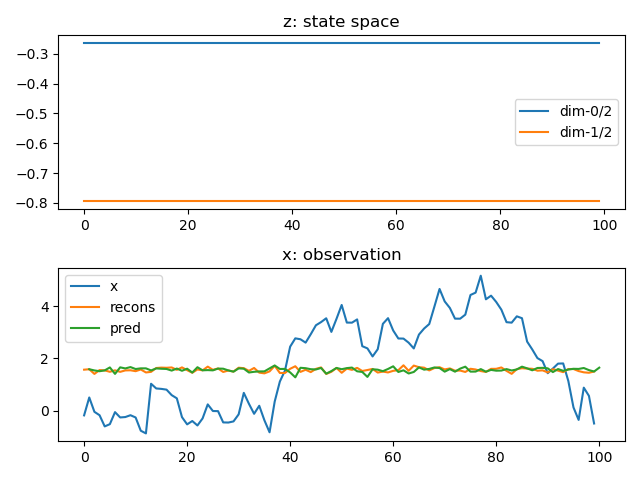 z: state space
−0.3
−0.4
−0.5
−0.6
−0.7
−0.8
dim-0/2
dim-1/2
0 20 40 60 80 100
x: observation
4
2
0
x
recons
pred
0 20 40 60 80 100